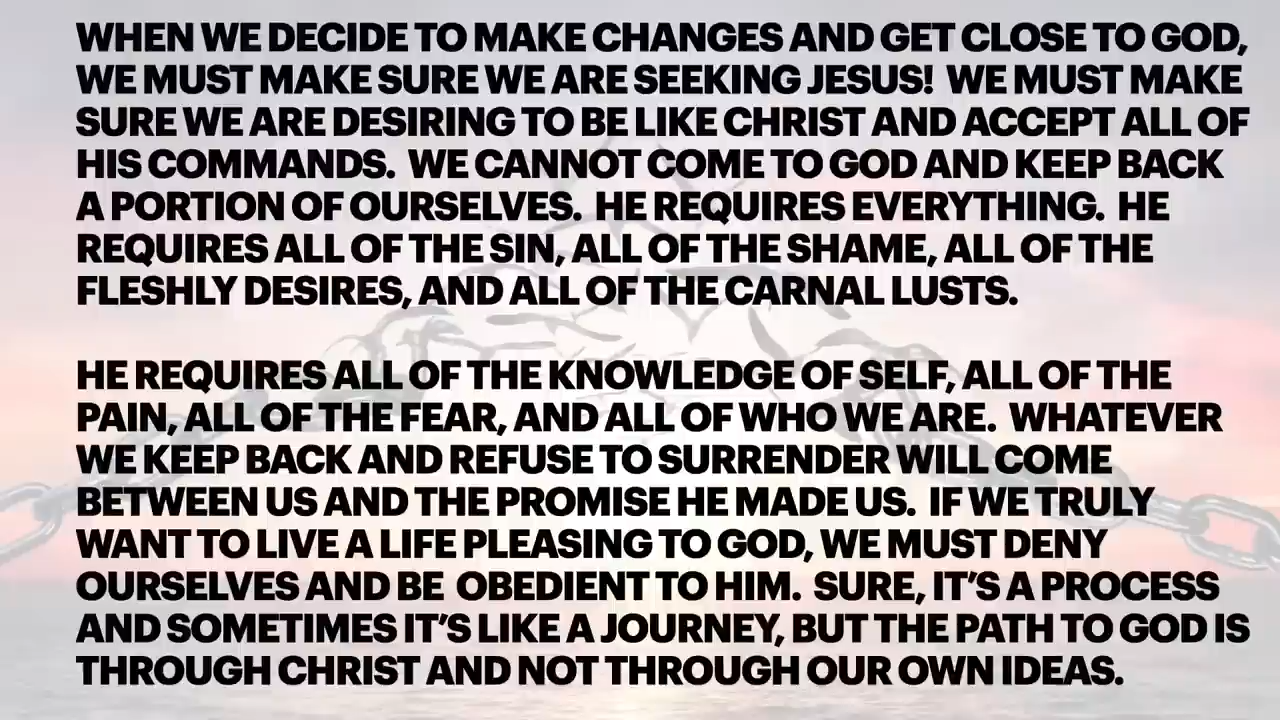 WHEN WE DECIDE TO MAKE CHANGES AND GET CLOSE TO GOD,
WE MUST MAKE SURE WE ARE SEEKING JESUS!  WE MUST MAKE
SURE WE ARE DESIRING TO BE LIKE CHRIST AND ACCEPT ALL OF
HIS COMMANDS.  WE CANNOT COME TO GOD AND KEEP BACK
A PORTION OF OURSELVES.  HE REQUIRES EVERYTHING.  HE
REQUIRES ALL OF THE SIN, ALL OF THE SHAME, ALL OF THE
FLESHLY DESIRES, AND ALL OF THE CARNAL LUSTS.

HE REQUIRES ALL OF THE KNOWLEDGE OF SELF, ALL OF THE
PAIN, ALL OF THE FEAR, AND ALL OF WHO WE ARE.  WHATEVER
WE KEEP BACK AND REFUSE TO SURRENDER WILL COME
BETWEEN US AND THE PROMISE HE MADE US.  IF WE TRULY
WANT TO LIVE A LIFE PLEASING TO GOD, WE MUST DENY
OURSELVES AND BE  OBEDIENT TO HIM.  SURE, IT’S A PROCESS
AND SOMETIMES IT’S LIKE A JOURNEY, BUT THE PATH TO GOD IS
THROUGH CHRIST AND NOT THROUGH OUR OWN IDEAS.